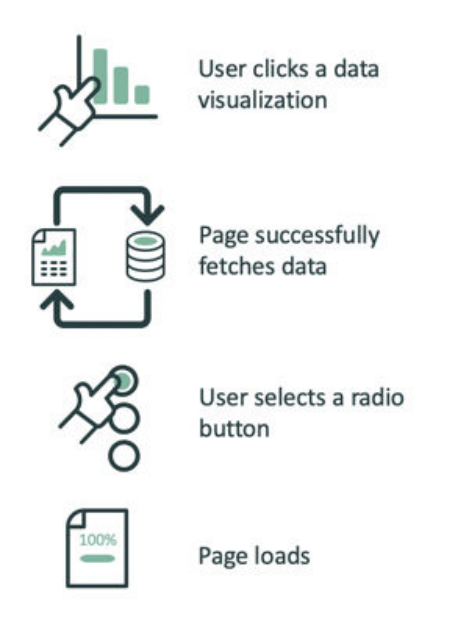 User clicks a data
visualization
Page successfully
fetches data
User selects a radio
button
100%
Page loads